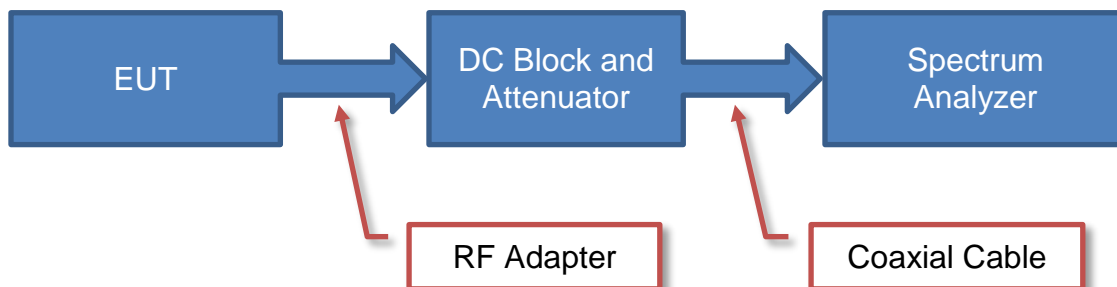 EUT
DC Block and
Attenuator
Spectrum
Analyzer
RF Adapter
Coaxial Cable